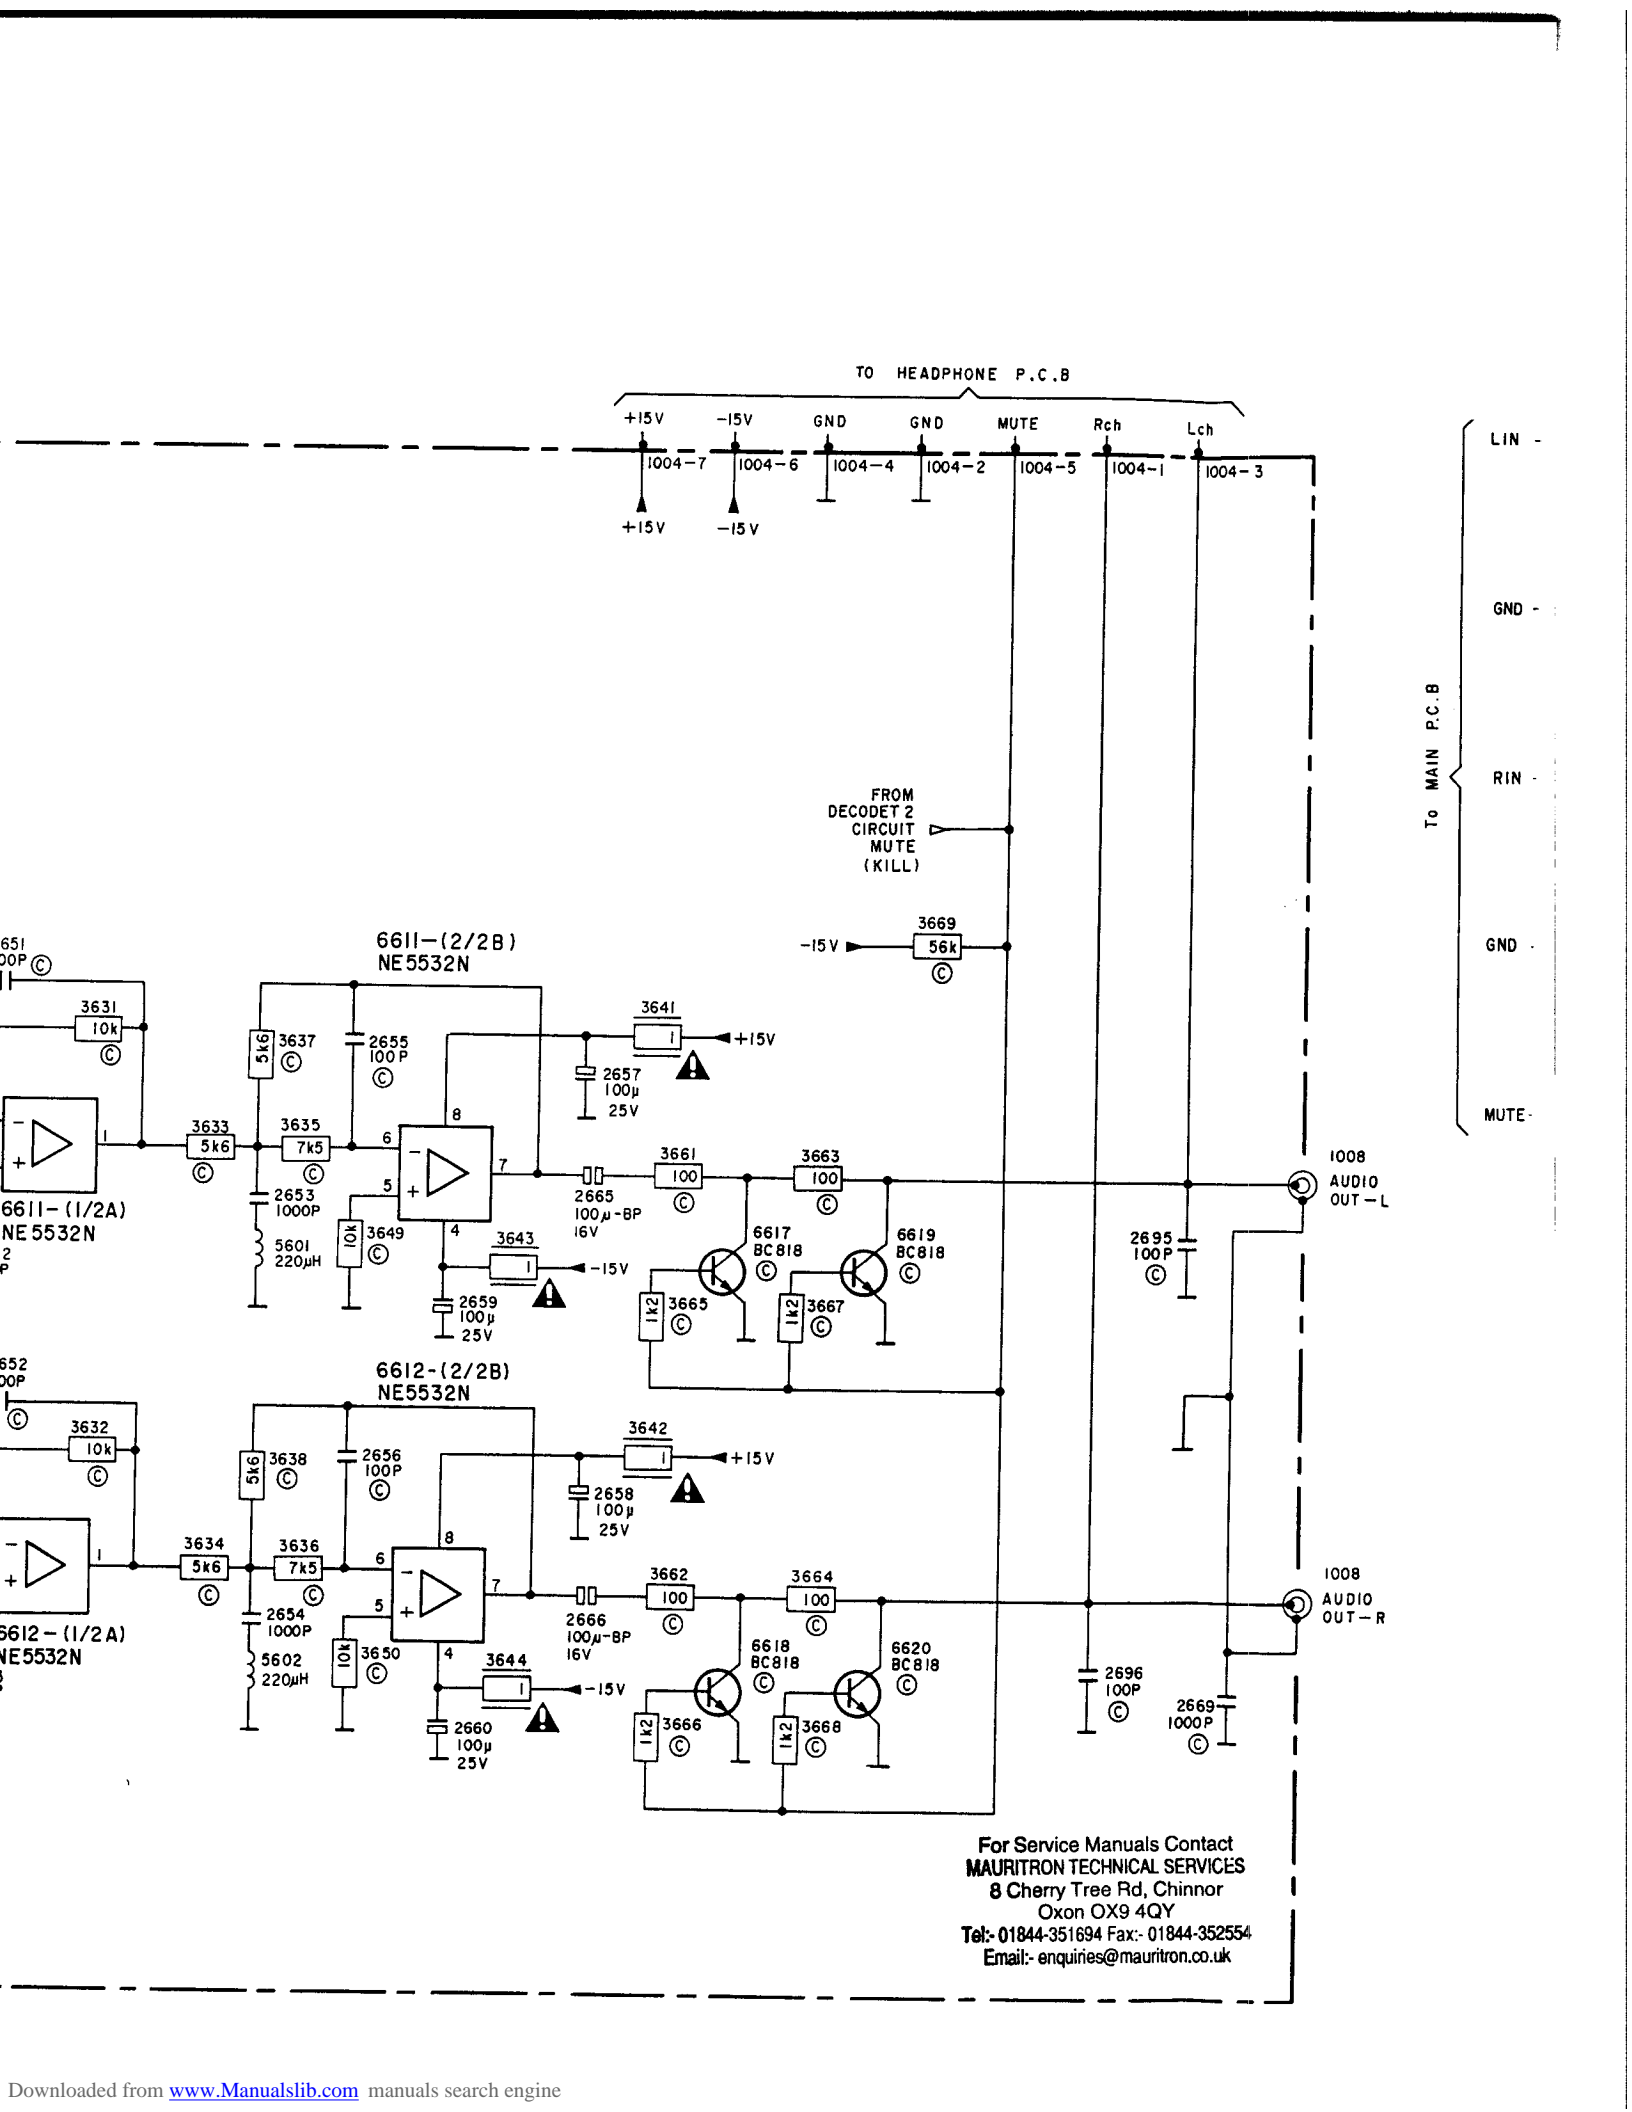 TO HEADPHONE P.C.B
+15V
-15V
GND
GND
MUTE
Rch
Lch
1004-7
1004-6
1004-4
1004-2
1004-5
1004-1
1004-3
+15V
-15V
LIN -
GND -
RIN -
GND -
MUTE-
To MAIN P.C.B
FROM
DECODET 2
CIRCUIT
MUTE
(KILL)
3669
-15V
56k
C
651
00P C
3631
10k
C
6611-(2/2B)
NE5532N
5k6
3637
C
2655
100P
C
3641
1
+15V
2657
100µ
25V
8
1
3633
5k6
C
3635
7k5
C
6
-
5
+
7
4
-
+
6611-(1/2A)
NE5532N
2
P
2653
1000P
5601
220µH
10k
3649
C
3643
1
-15V
2659
100µ
25V
2665
100µ-BP
16V
3661
100
C
3663
100
C
6617
BC818
C
6619
BC818
C
1k2
3665
C
1k2
3667
C
2695
100P
C
1008
AUDIO
OUT-L
652
00P
C
3632
10k
C
6612-(2/2B)
NE5532N
5k6
3638
C
2656
100P
C
3642
1
+15V
2658
100µ
25V
8
1
3634
5k6
C
3636
7k5
C
6
-
5
+
7
4
-
+
6612-(1/2A)
NE5532N
2654
1000P
5602
220µH
10k
3650
C
3644
1
-15V
2660
100µ
25V
2666
100µ-BP
16V
3662
100
C
3664
100
C
6618
BC818
C
6620
BC818
C
1k2
3666
C
1k2
3668
C
2696
100P
C
2669
1000P
C
1008
AUDIO
OUT-R
For Service Manuals Contact
MAURITRON TECHNICAL SERVICES
8 Cherry Tree Rd, Chinnor
Oxon OX9 4QY
Tel:- 01844-351694 Fax:- 01844-352554
Email:- enquiries@mauritron.co.uk
Downloaded from www.Manualslib.com manuals search engine